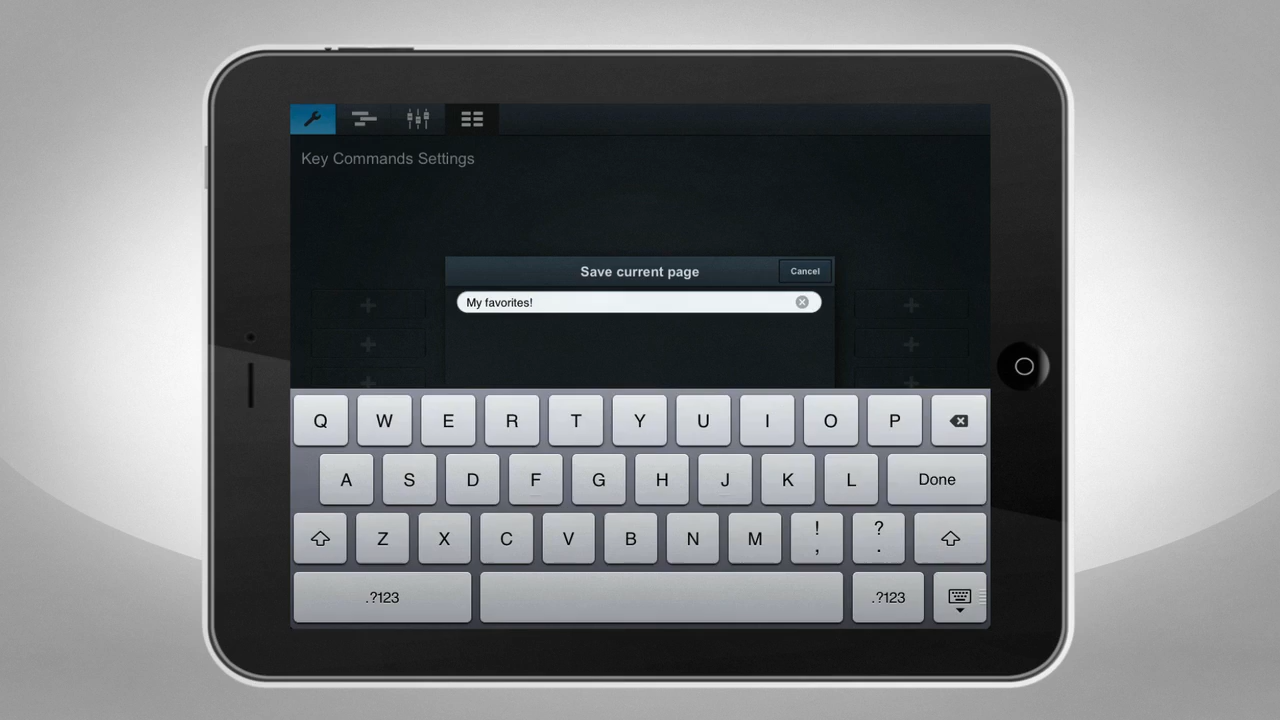 Key Commands Settings
Save current page
Cancel
My favorites!
Q W E R T Y U I O P
A S D F G H J K L Done
Z X C V B N M ! , ? .
.?123 .?123